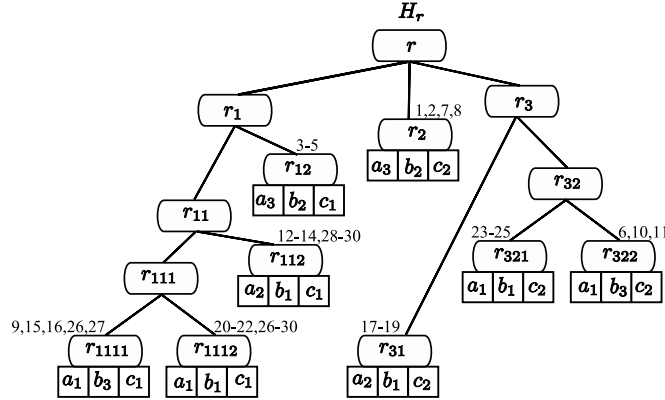 H_r
r
r_1
r_3
1,2,7,8
r_2
3-5
r_12
a_3 b_2 c_2
r_32
a_3 b_2 c_1
r_11
12-14,28-30
23-25
6,10,11
r_112
r_321
r_322
r_111
a_2 b_1 c_1
a_1 b_1 c_2
a_1 b_3 c_2
9,15,16,26,27
20-22,26-30
17-19
r_1111
r_1112
r_31
a_1 b_3 c_1
a_1 b_1 c_1
a_2 b_1 c_2